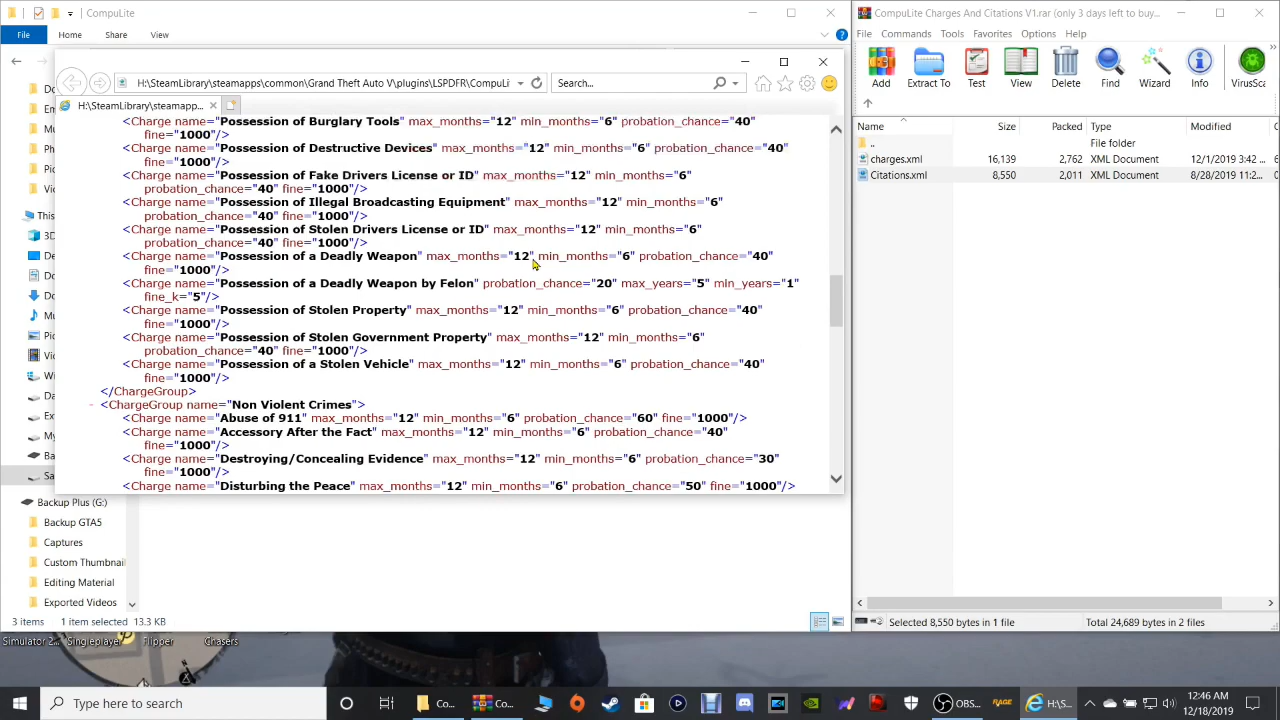 CompuLite
File Home Share View
H:\SteamLibrary\steamapps\common\Grand Theft Auto V\plugins\LSPDFR\CompuLi
Search...
H:\SteamLibrary\steamapp...
<Charge name="Possession of Burglary Tools" max_months="12" min_months="6" probation_chance="40"
fine="1000"/>
<Charge name="Possession of Destructive Devices" max_months="12" min_months="6" probation_chance="40"
fine="1000"/>
<Charge name="Possession of Fake Drivers License or ID" max_months="12" min_months="6"
probation_chance="40" fine="1000"/>
<Charge name="Possession of Illegal Broadcasting Equipment" max_months="12" min_months="6"
probation_chance="40" fine="1000"/>
<Charge name="Possession of Stolen Drivers License or ID" max_months="12" min_months="6"
probation_chance="40" fine="1000"/>
<Charge name="Possession of a Deadly Weapon" max_months="12" min_months="6" probation_chance="40"
fine="1000"/>
<Charge name="Possession of a Deadly Weapon by Felon" probation_chance="20" max_years="5" min_years="1"
fine_k="5"/>
<Charge name="Possession of Stolen Property" max_months="12" min_months="6" probation_chance="40"
fine="1000"/>
<Charge name="Possession of Stolen Government Property" max_months="12" min_months="6"
probation_chance="40" fine="1000"/>
<Charge name="Possession of a Stolen Vehicle" max_months="12" min_months="6" probation_chance="40"
fine="1000"/>
</ChargeGroup>
- <ChargeGroup name="Non Violent Crimes">
<Charge name="Abuse of 911" max_months="12" min_months="6" probation_chance="60" fine="1000"/>
<Charge name="Accessory After the Fact" max_months="12" min_months="6" probation_chance="40"
fine="1000"/>
<Charge name="Destroying/Concealing Evidence" max_months="12" min_months="6" probation_chance="30"
fine="1000"/>
<Charge name="Disturbing the Peace" max_months="12" min_months="6" probation_chance="50" fine="1000"/>
This
Backup Plus (G:)
Backup GTA5
Captures
Custom Thumbnai
Editing Material
Exported Videos
3 items 1 item selected 13.3 KB
CompuLite Charges And Citations V1.rar (only 3 days left to buy...
File Commands Tools Favorites Options Help
Add Extract To Test View Delete Find Wizard Info VirusSc
Name Size Packed Type Modified
.. File folder
charges.xml 16,139 2,762 XML Document 12/1/2019 3:42 ...
Citations.xml 8,550 2,011 XML Document 8/28/2019 11:2...
Selected 8,550 bytes in 1 file Total 24,689 bytes in 2 files
Simulator 2... Singleplayer Flipper Chasers
Type here to search
Co... Co... OBS... RAGE H:\S...
12:46 AM
12/18/2019